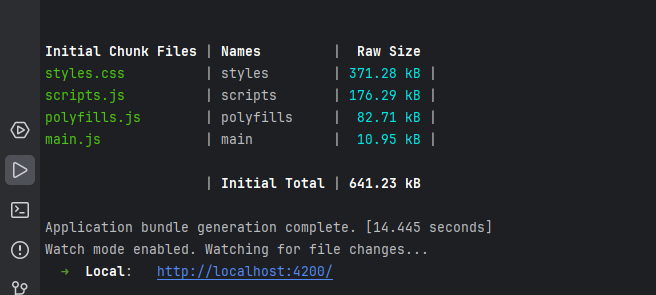 Initial Chunk Files | Names | Raw Size
styles.css | styles | 371.28 kB |
scripts.js | scripts | 176.29 kB |
polyfills.js | polyfills | 82.71 kB |
main.js | main | 10.95 kB |
| Initial Total | 641.23 kB
Application bundle generation complete. [14.445 seconds]
Watch mode enabled. Watching for file changes...
➜ Local: http://localhost:4200/